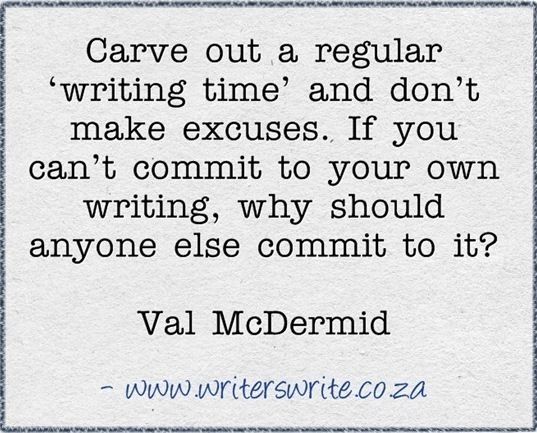 Carve out a regular
‘writing time’ and don’t
make excuses. If you
can’t commit to your own
writing, why should
anyone else commit to it?
Val McDermid
- www.writerswrite.co.za